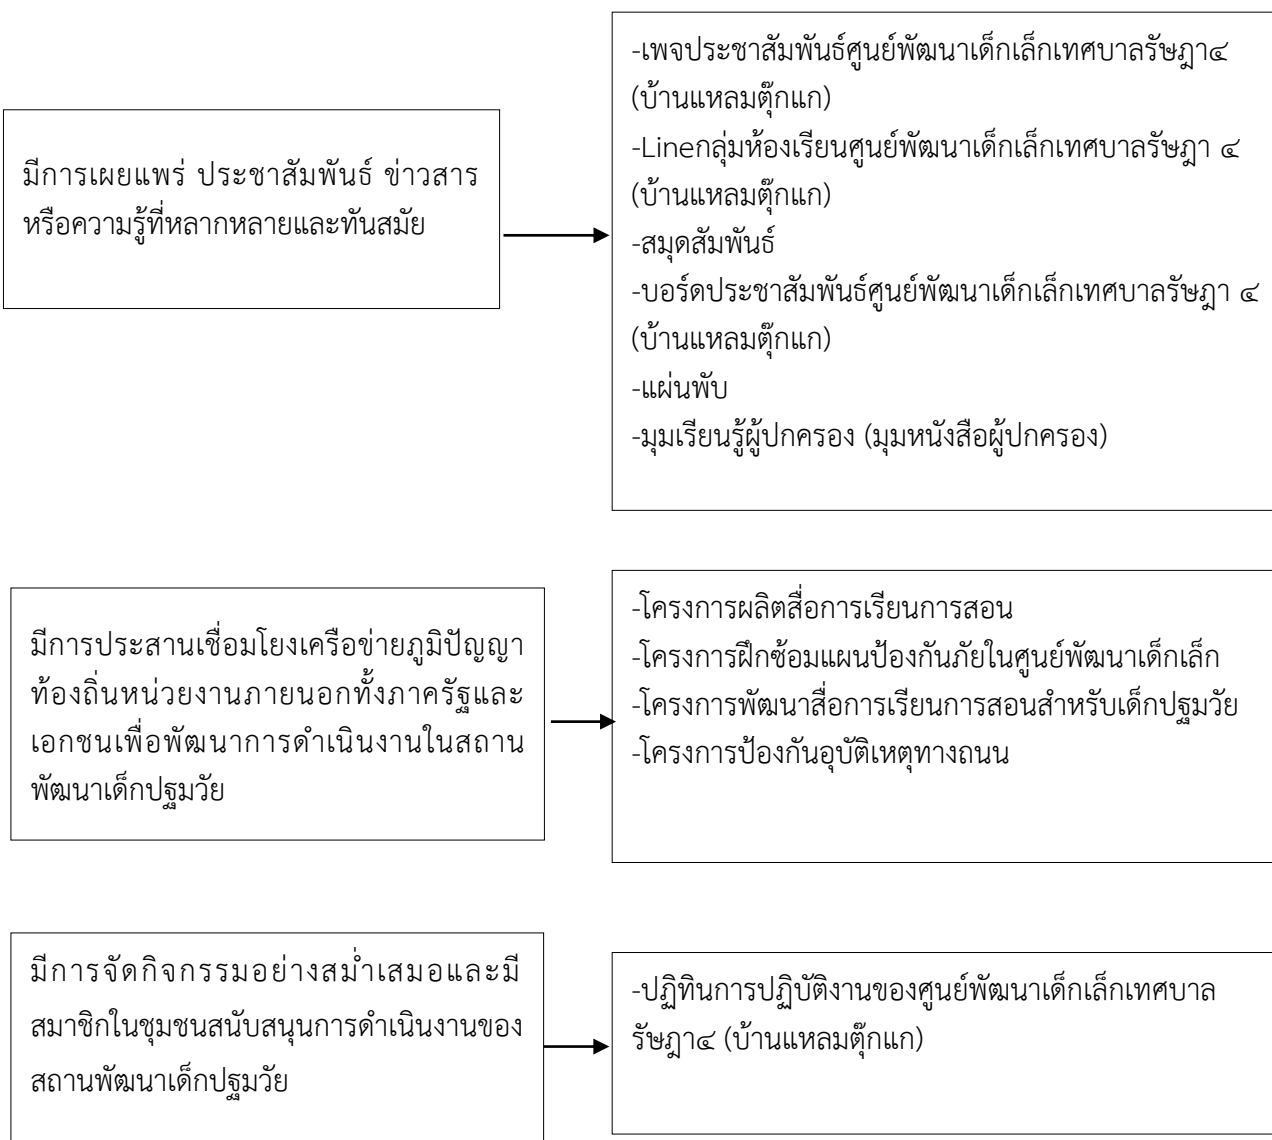 มีการเผยแพร่ ประชาสัมพันธ์ ข่าวสาร
หรือความรู้ที่หลากหลายและทันสมัย
-เพจประชาสัมพันธ์ศูนย์พัฒนาเด็กเล็กเทศบาลรัษฎา๔
(บ้านแหลมตุ๊กแก)
-Lineกลุ่มห้องเรียนศูนย์พัฒนาเด็กเล็กเทศบาลรัษฎา ๔
(บ้านแหลมตุ๊กแก)
-สมุดสัมพันธ์
-บอร์ดประชาสัมพันธ์ศูนย์พัฒนาเด็กเล็กเทศบาลรัษฎา ๔
(บ้านแหลมตุ๊กแก)
-แผ่นพับ
-มุมเรียนรู้ผู้ปกครอง (มุมหนังสือผู้ปกครอง)
มีการประสานเชื่อมโยงเครือข่ายภูมิปัญญา
ท้องถิ่นหน่วยงานภายนอกทั้งภาครัฐและ
เอกชนเพื่อพัฒนาการดำเนินงานในสถาน
พัฒนาเด็กปฐมวัย
-โครงการผลิตสื่อการเรียนการสอน
-โครงการฝึกซ้อมแผนป้องกันภัยในศูนย์พัฒนาเด็กเล็ก
-โครงการพัฒนาสื่อการเรียนการสอนสำหรับเด็กปฐมวัย
-โครงการป้องกันอุบัติเหตุทางถนน
มีการจัดกิจกรรมอย่างสม่ำเสมอและมี
สมาชิกในชุมชนสนับสนุนการดำเนินงานของ
สถานพัฒนาเด็กปฐมวัย
-ปฏิทินการปฏิบัติงานของศูนย์พัฒนาเด็กเล็กเทศบาล
รัษฎา๔ (บ้านแหลมตุ๊กแก)